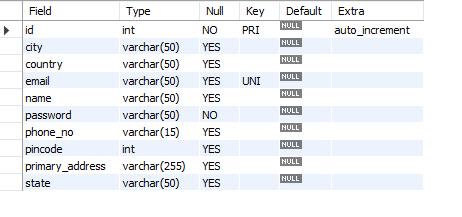 Field Type Null Key Default Extra
id int NO PRI NULL auto_increment
city varchar(50) YES NULL
country varchar(50) YES NULL
email varchar(50) YES UNI NULL
name varchar(50) YES NULL
password varchar(50) NO NULL
phone_no varchar(15) YES NULL
pincode int YES NULL
primary_address varchar(255) YES NULL
state varchar(50) YES NULL